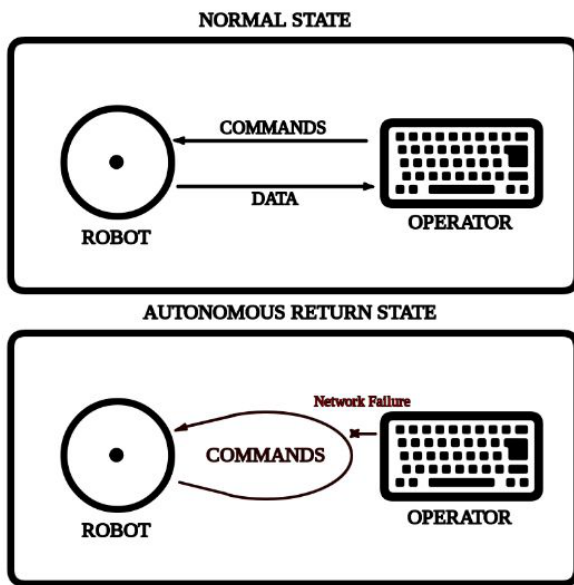 NORMAL STATE
COMMANDS
DATA
ROBOT
OPERATOR
AUTONOMOUS RETURN STATE
Network Failure
COMMANDS
ROBOT
OPERATOR